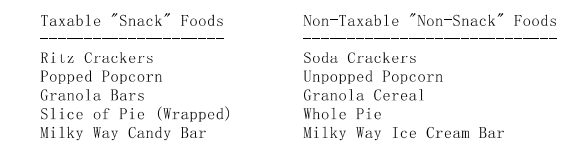 Taxable "Snack" Foods    Non-Taxable "Non-Snack" Foods
---------------------    -----------------------------
Ritz Crackers    Soda Crackers
Popped Popcorn    Unpopped Popcorn
Granola Bars    Granola Cereal
Slice of Pie (Wrapped)    Whole Pie
Milky Way Candy Bar    Milky Way Ice Cream Bar